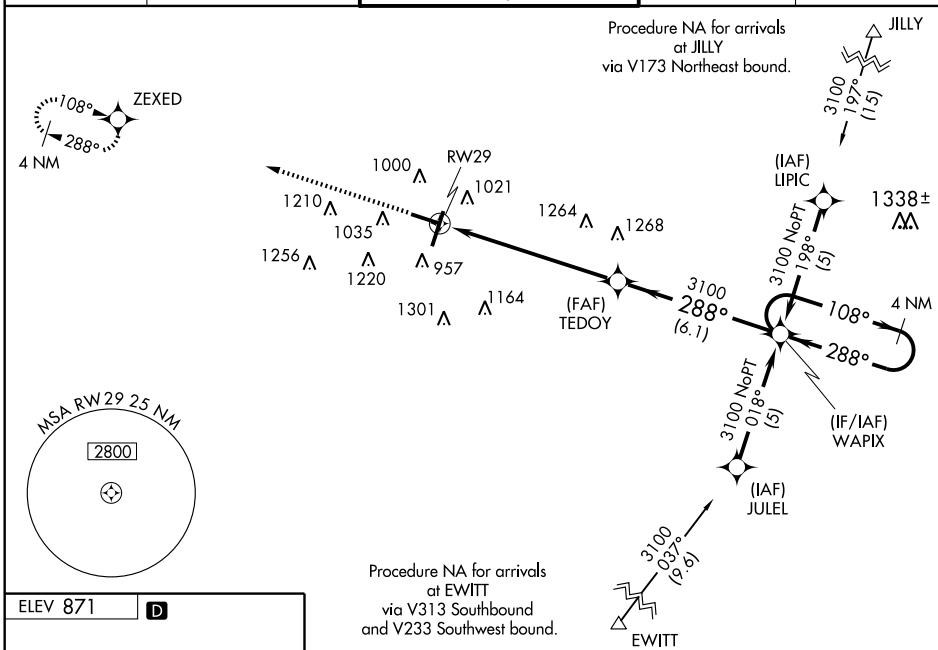 Procedure NA for arrivals
at JILLY
via V173 Northeast bound.
JILLY
3100
197°
(15)
ZEXED
108°
288°
4 NM
RW29
1000
1021
1210
1035
1256
1220
957
1301
1164
1264
1268
(IAF)
LIPIC
1338±
3100 NoPT
198°
(5)
(FAF)
TEDOY
3100
288°
(6.1)
108°
4 NM
288°
(IF/IAF)
WAPIX
3100 NoPT
018°
(5)
(IAF)
JULEL
3100
037°
(9.6)
EWITT
MSA RW 29 25 NM
2800
Procedure NA for arrivals
at EWITT
via V313 Southbound
and V233 Southwest bound.
ELEV 871
D